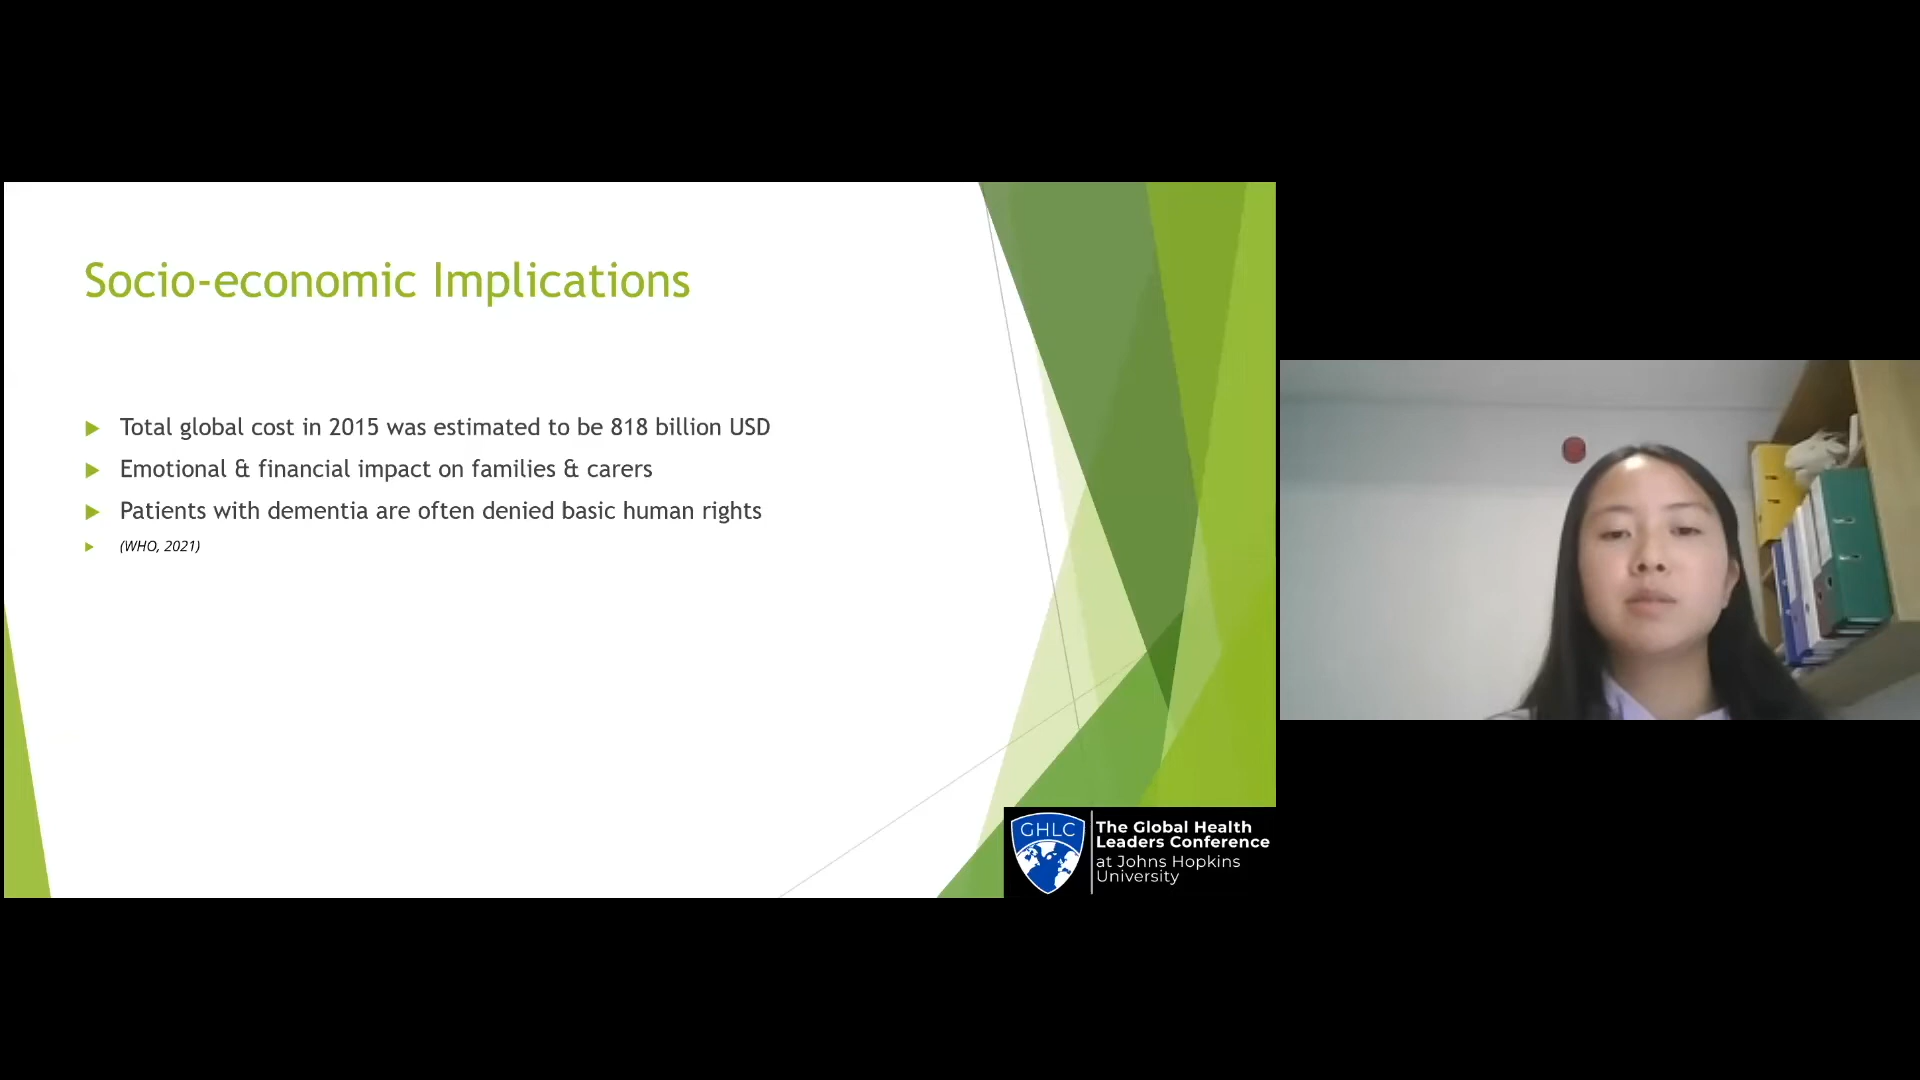 Socio-economic Implications
Total global cost in 2015 was estimated to be 818 billion USD
Emotional & financial impact on families & carers
Patients with dementia are often denied basic human rights
(WHO, 2021)
GHLC
The Global Health
Leaders Conference
at Johns Hopkins
University